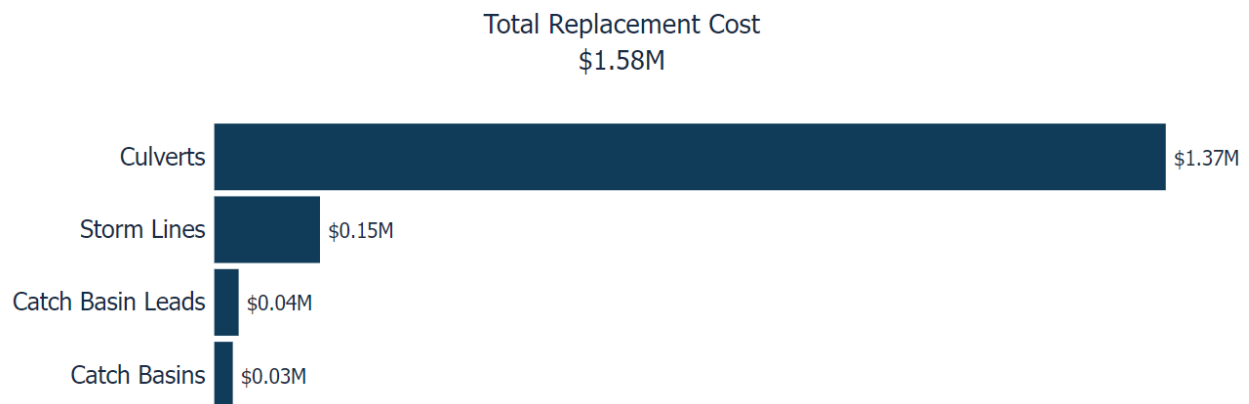 Total Replacement Cost
$1.58M
Culverts $1.37M
Storm Lines $0.15M
Catch Basin Leads $0.04M
Catch Basins $0.03M